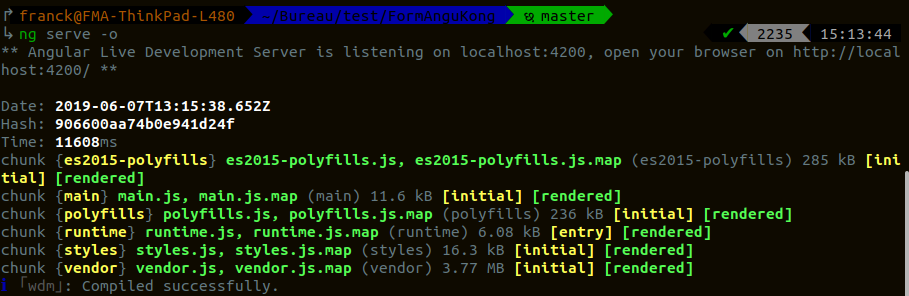 franck@FMA-ThinkPad-L480 ~/Bureau/test/FormAnguKong master
ng serve -o ✔ 2235 15:13:44
** Angular Live Development Server is listening on localhost:4200, open your browser on http://local
host:4200/ **
Date: 2019-06-07T13:15:38.652Z
Hash: 906600aa74b0e941d24f
Time: 11608ms
chunk {es2015-polyfills} es2015-polyfills.js, es2015-polyfills.js.map (es2015-polyfills) 285 kB [ini
tial] [rendered]
chunk {main} main.js, main.js.map (main) 11.6 kB [initial] [rendered]
chunk {polyfills} polyfills.js, polyfills.js.map (polyfills) 236 kB [initial] [rendered]
chunk {runtime} runtime.js, runtime.js.map (runtime) 6.08 kB [entry] [rendered]
chunk {styles} styles.js, styles.js.map (styles) 16.3 kB [initial] [rendered]
chunk {vendor} vendor.js, vendor.js.map (vendor) 3.77 MB [initial] [rendered]
ℹ ｢wdm｣: Compiled successfully.